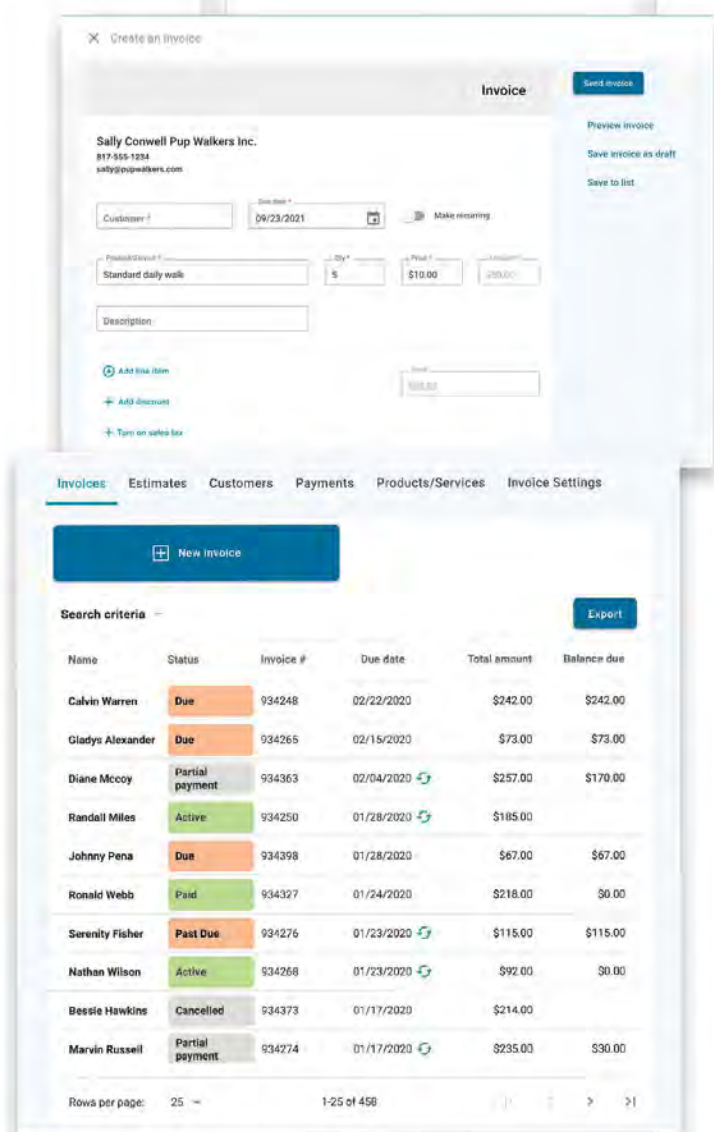 Create an invoice
Invoice
Send invoice
Preview invoice
Save invoice as draft
Save to list
Sally Conwell Pup Walkers Inc.
817-555-1234
sally@pupwalkers.com
Customer *
Due date *
09/23/2021
Make recurring
Product/Service *
Standard daily walk
Qty *
5
Price *
$10.00
Description
Add line item
Add discount
Turn on sales tax
Invoices Estimates Customers Payments Products/Services Invoice Settings
New invoice
Search criteria
Export
Name Status Invoice # Due date Total amount Balance due
Calvin Warren Due 934248 02/22/2020 $242.00 $242.00
Gladys Alexander Due 934265 02/15/2020 $73.00 $73.00
Diane Mccoy Partial payment 934363 02/04/2020 $257.00 $170.00
Randall Miles Active 934250 01/28/2020 $185.00
Johnny Pena Due 934398 01/28/2020 $67.00 $67.00
Ronald Webb Paid 934327 01/24/2020 $218.00 $0.00
Serenity Fisher Past Due 934276 01/23/2020 $115.00 $115.00
Nathan Wilson Active 934268 01/23/2020 $92.00 $0.00
Bessie Hawkins Cancelled 934373 01/17/2020 $214.00
Marvin Russell Partial payment 934274 01/17/2020 $235.00 $30.00
Rows per page: 25 1-25 of 458